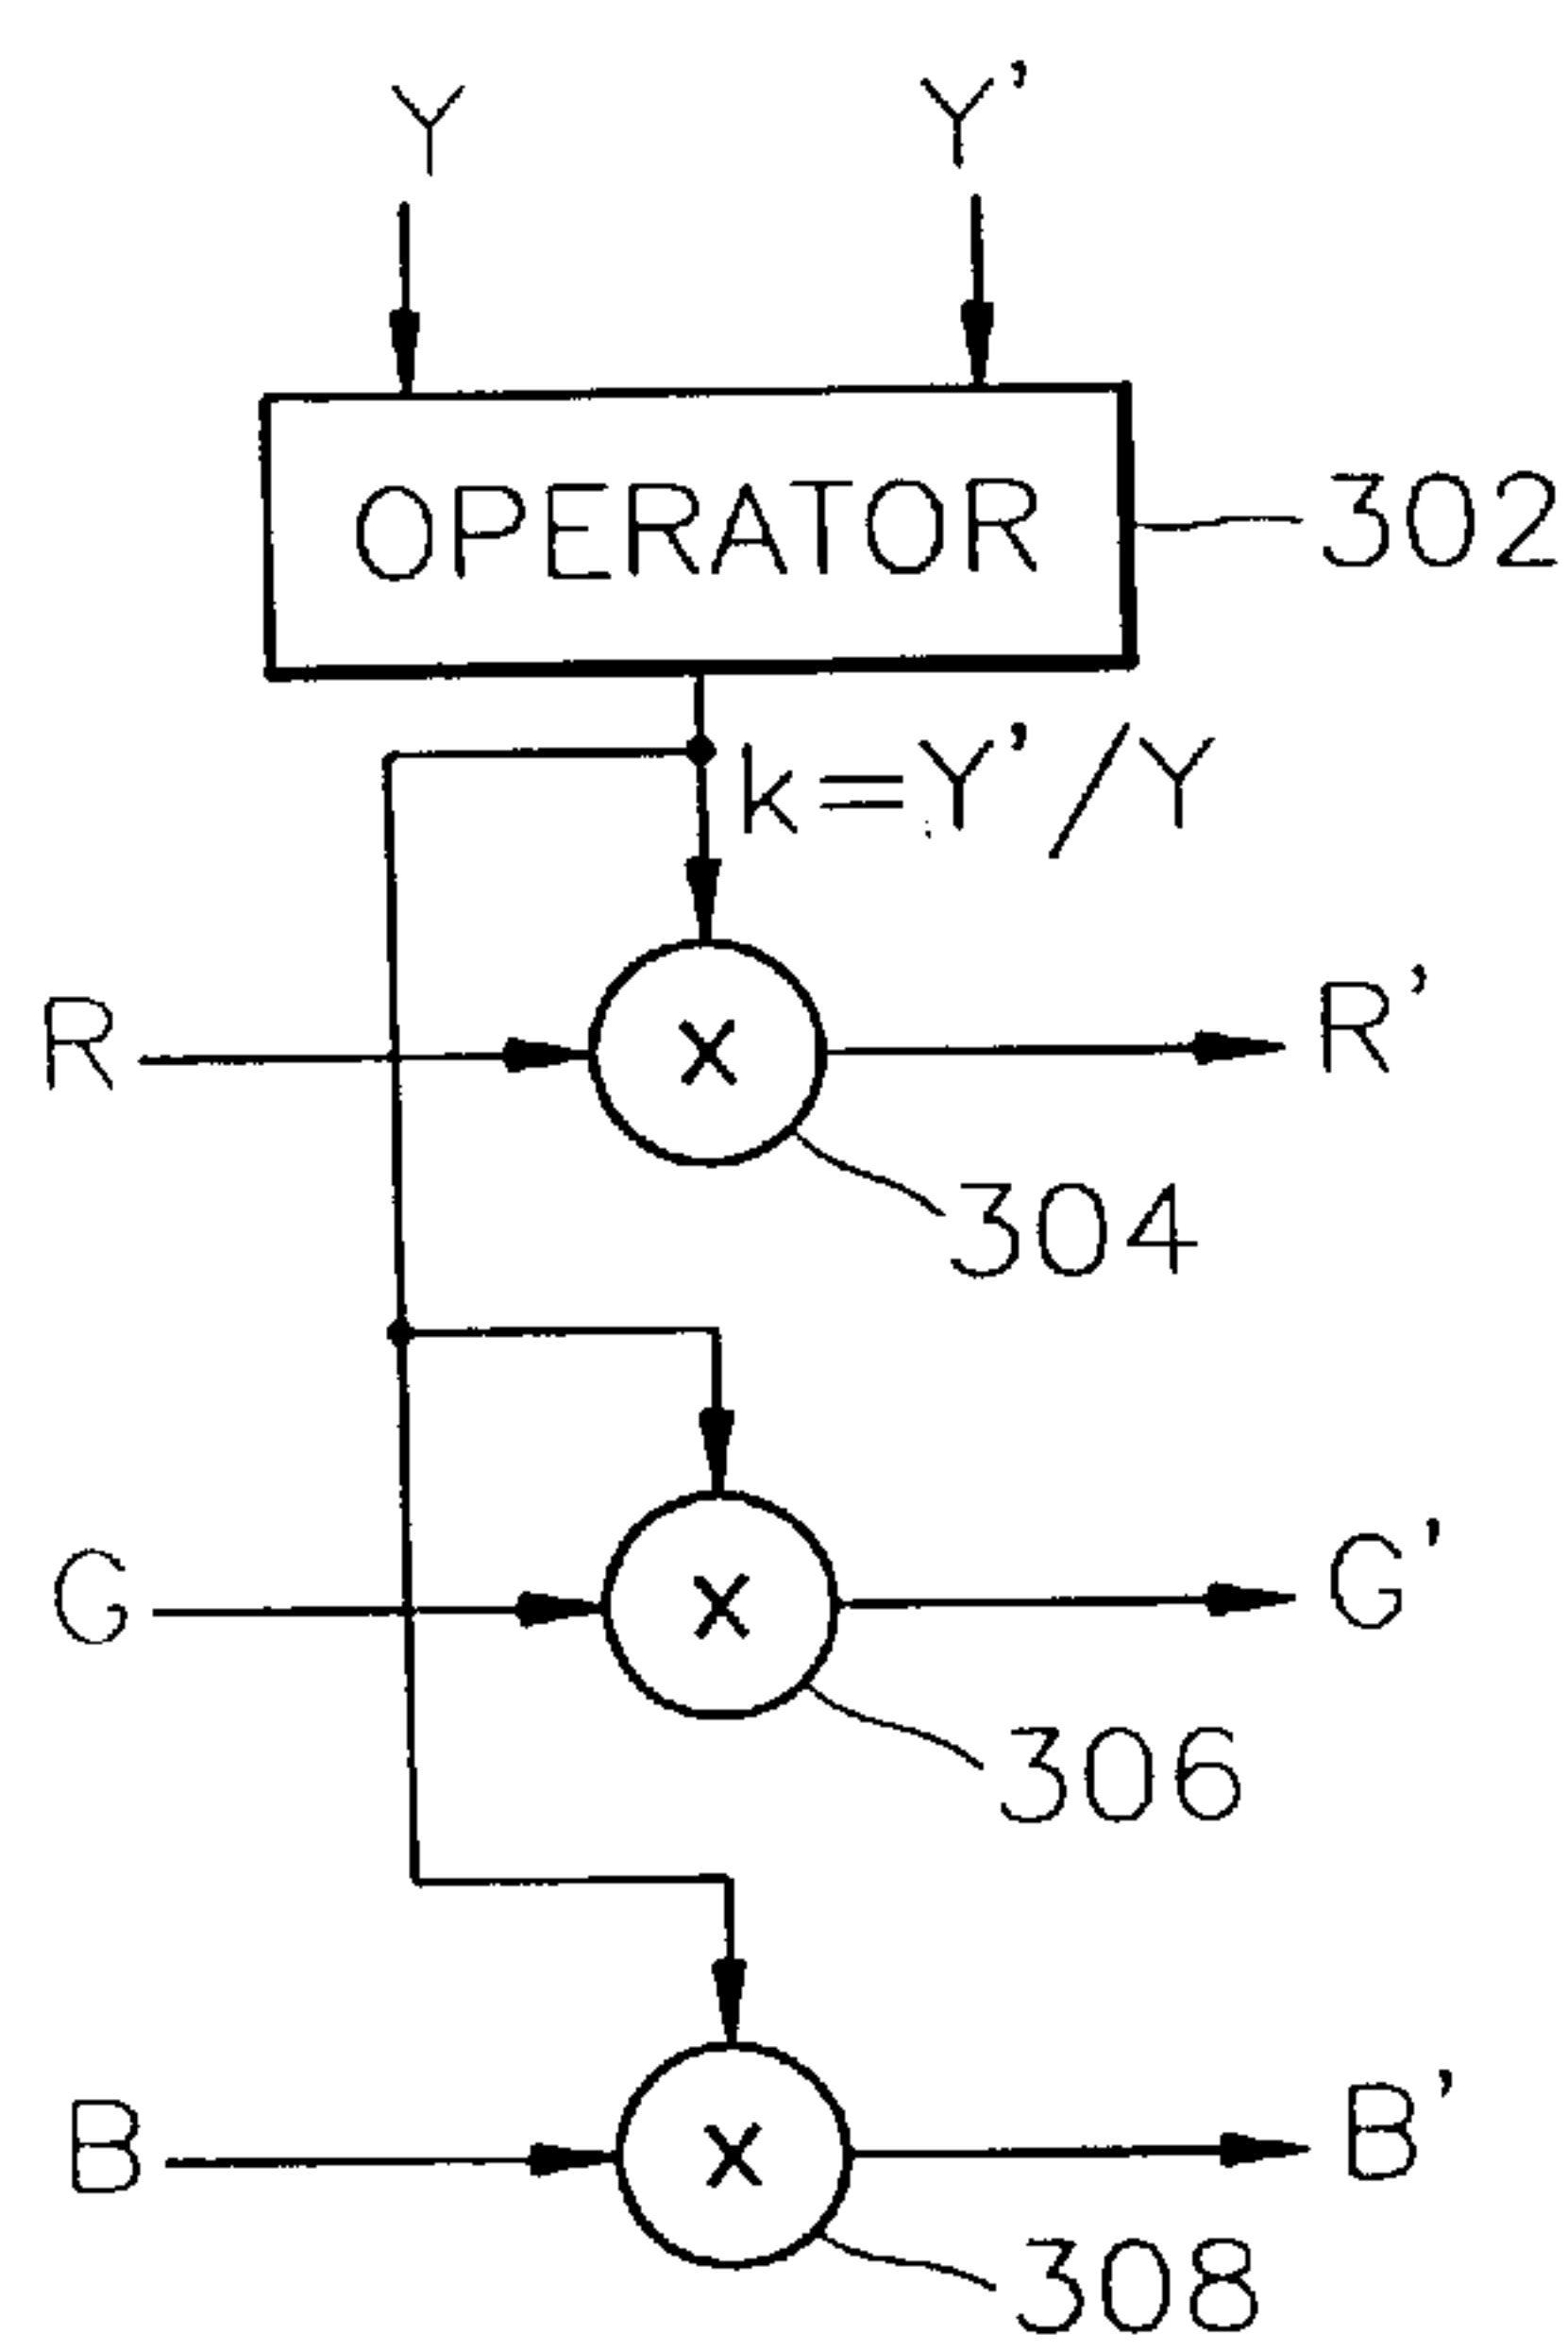 Y Y'
OPERATOR 302
k=Y'/Y
R x R'
304
G x G'
306
B x B'
308